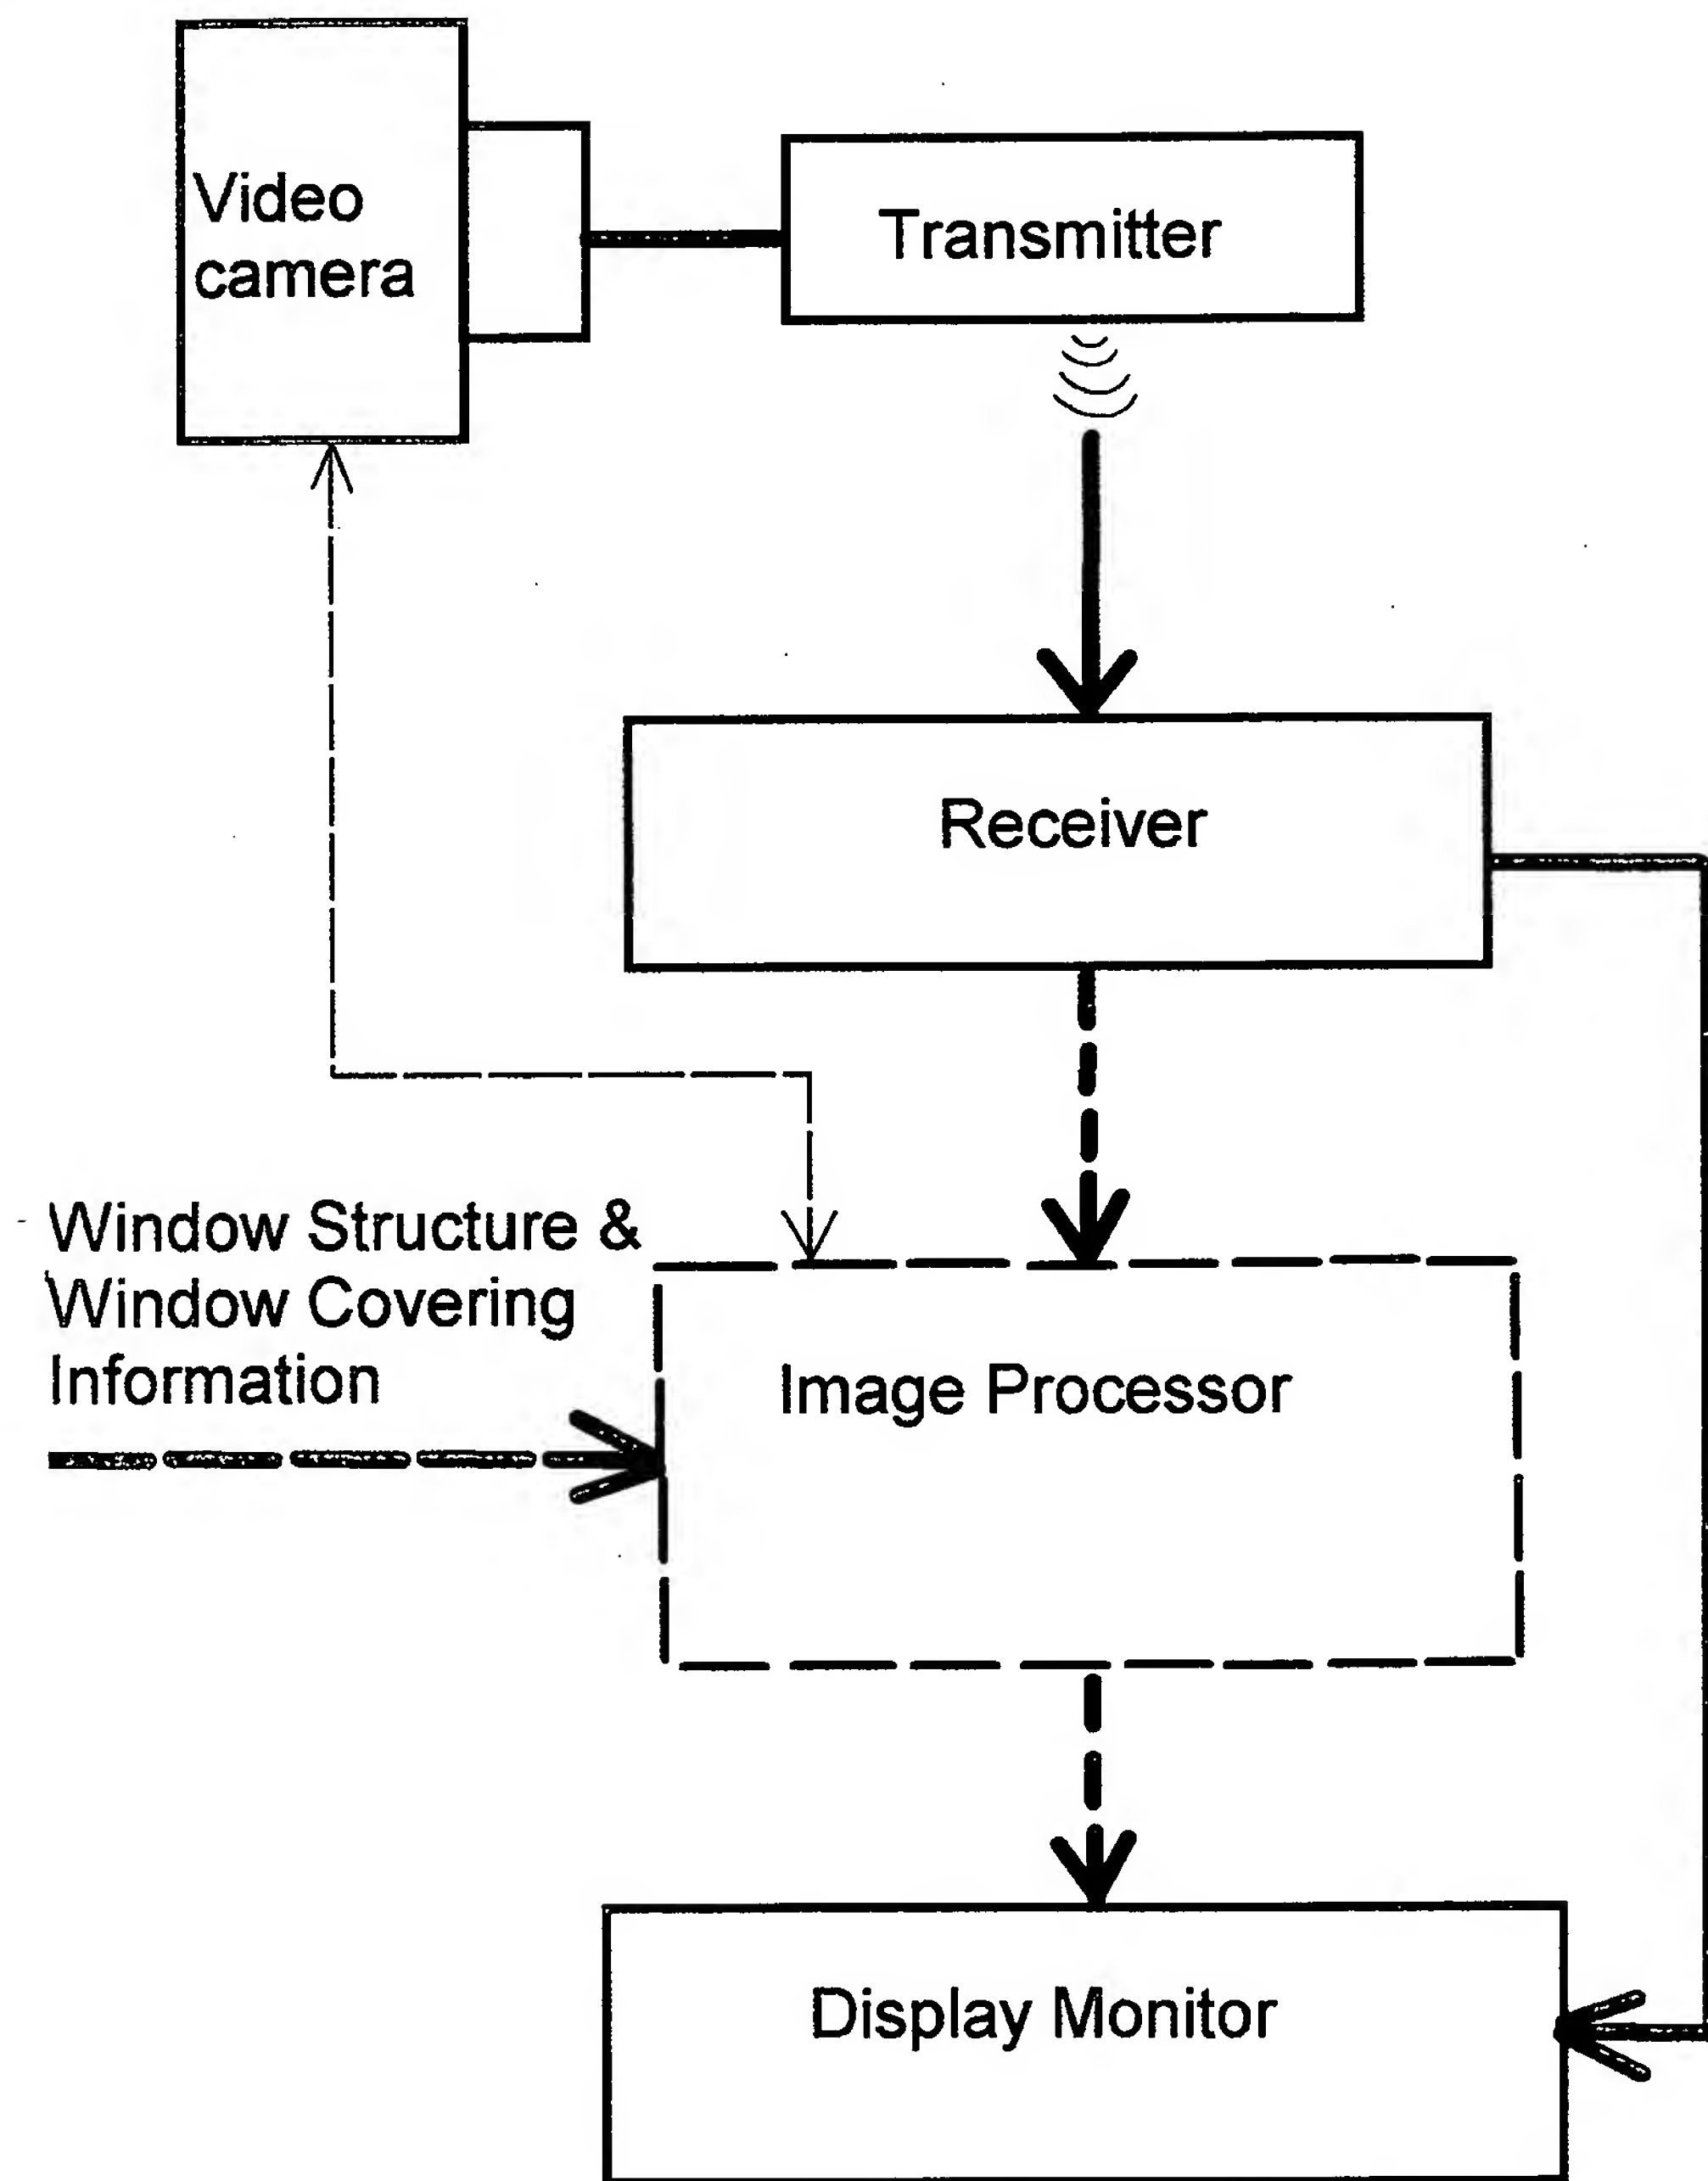 Video
camera
Transmitter
Receiver
Window Structure &
Window Covering
Information
Image Processor
Display Monitor